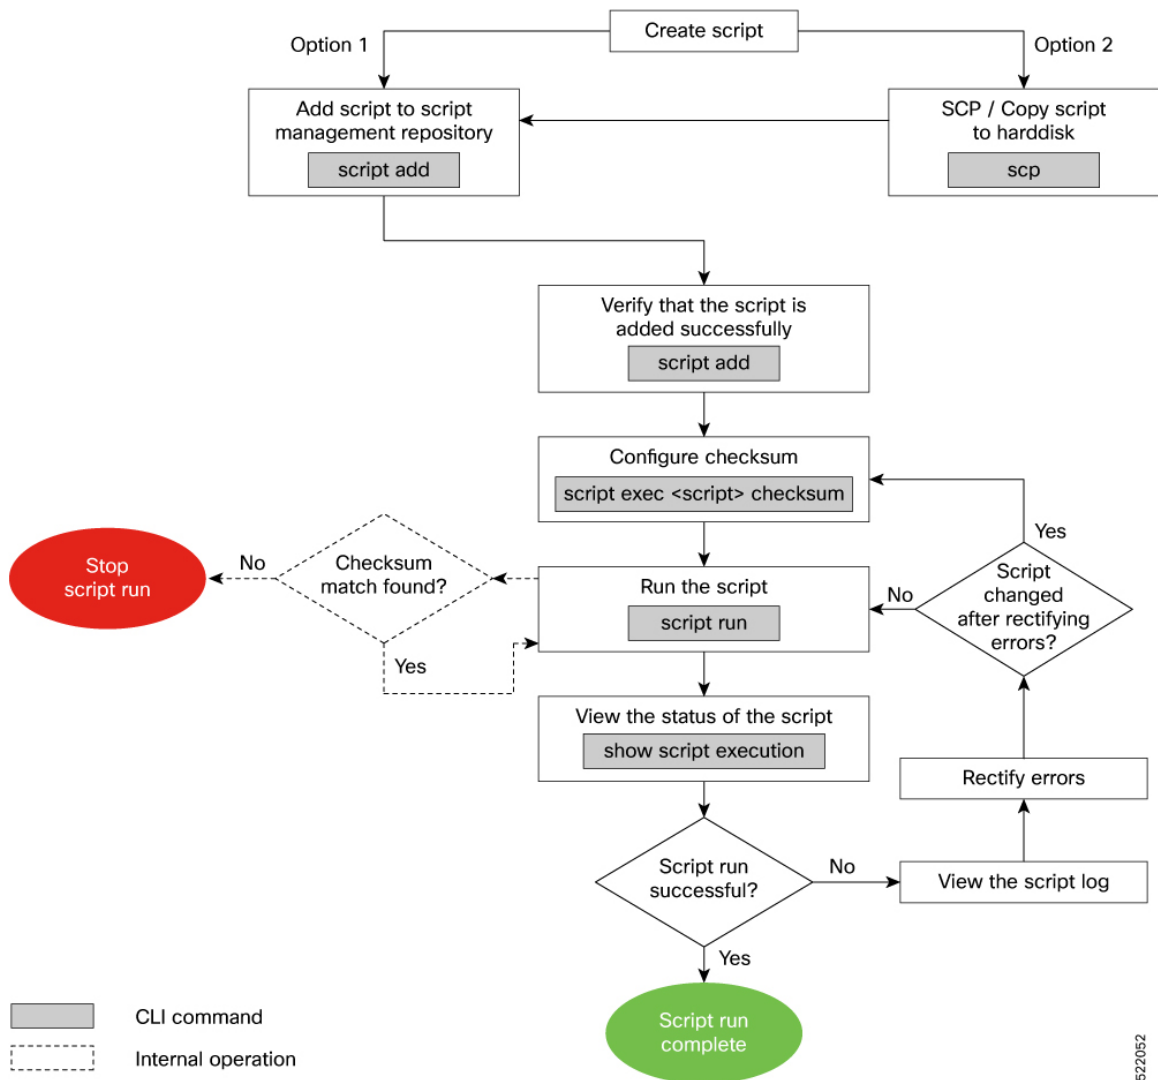 Create script
Option 1
Option 2
Add script to script
management repository
script add
SCP / Copy script
to harddisk
scp
Verify that the script is
added successfully
script add
Configure checksum
script exec <script> checksum
Yes
Stop
script run
No
Checksum
match found?
Yes
Run the script
script run
No
Script
changed
after rectifying
errors?
View the status of the script
show script execution
Rectify errors
Script run
successful?
No
View the script log
Yes
Script run
complete
CLI command
Internal operation
522052